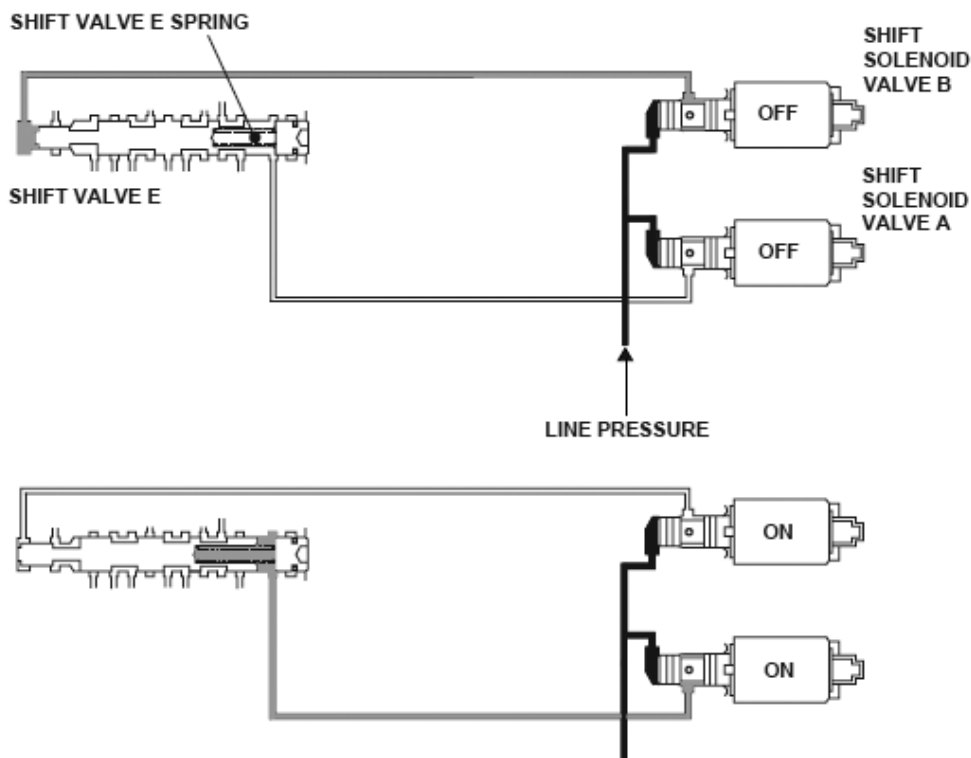 SHIFT VALVE E SPRING
SHIFT
SOLENOID
VALVE B
OFF
SHIFT VALVE E
SHIFT
SOLENOID
VALVE A
OFF
LINE PRESSURE
ON
ON